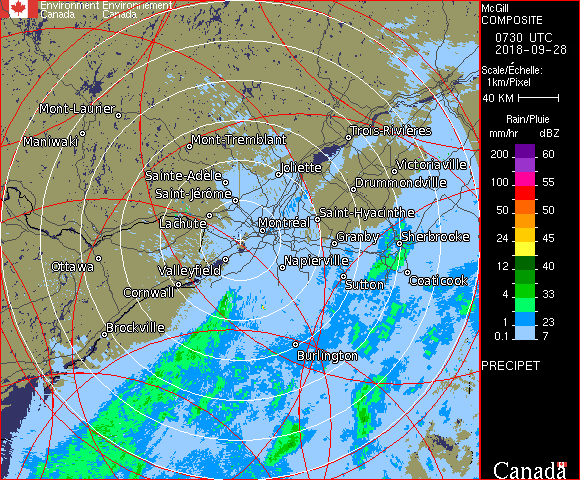 Environment Environnement
Canada Canada
McGill
COMPOSITE
0730 UTC
2018-09-28
Scale/Échelle:
1km/Pixel
40 KM
Rain/Pluie
mm/hr dBZ
200 60
100 55
50 50
24 45
12 40
4 33
1 23
0.1 7
PRECIPET
Canada
Mont-Laurier
Maniwaki
Mont-Tremblant
Trois-Rivières
Sainte-Adèle
Joliette
Victoriaville
Saint-Jérôme
Drummondville
Lachute
Montréal
Saint-Hyacinthe
Granby
Sherbrooke
Ottawa
Valleyfield
Napierville
Cornwall
Sutton
Coaticook
Brockville
Burlington